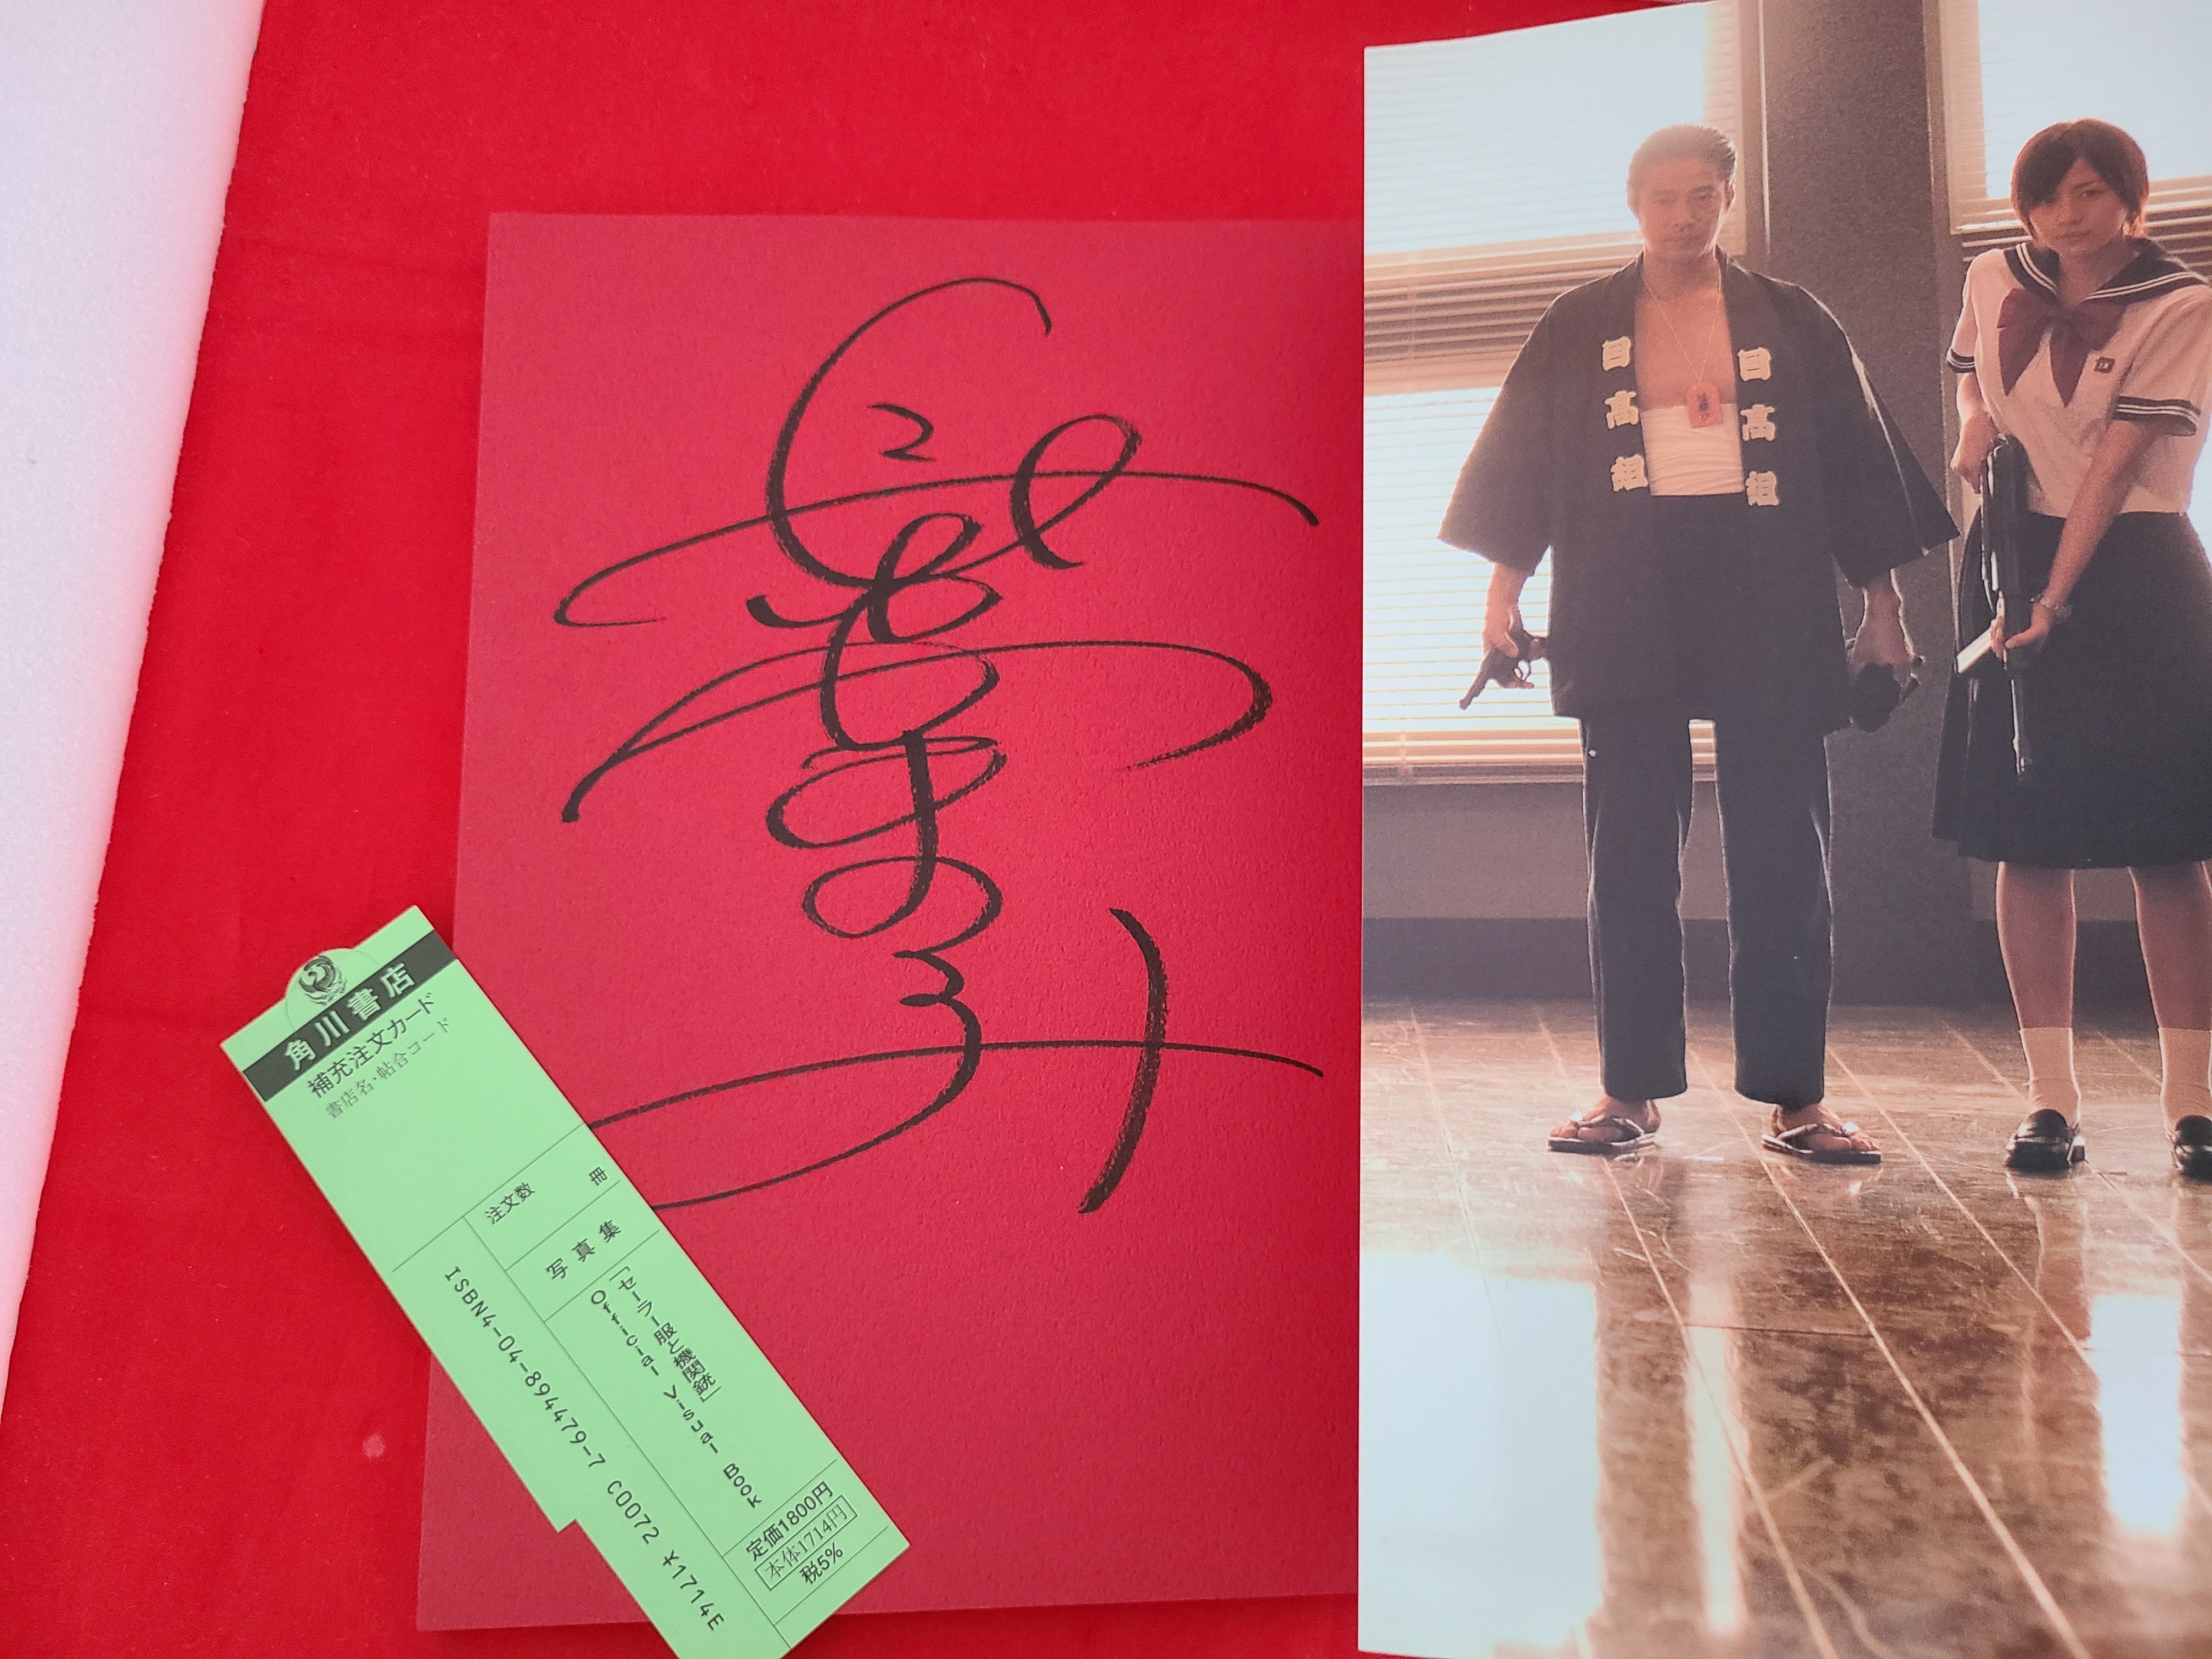 角川書店
補充注文カード
書店名・帖合コード
注文数 冊
写真集
「セーラー服と機関銃」
Official Visual Book
ISBN4-04-894479-7 C0072 ¥1714E
定価1800円
本体1714円
税5%
目高組
目高組